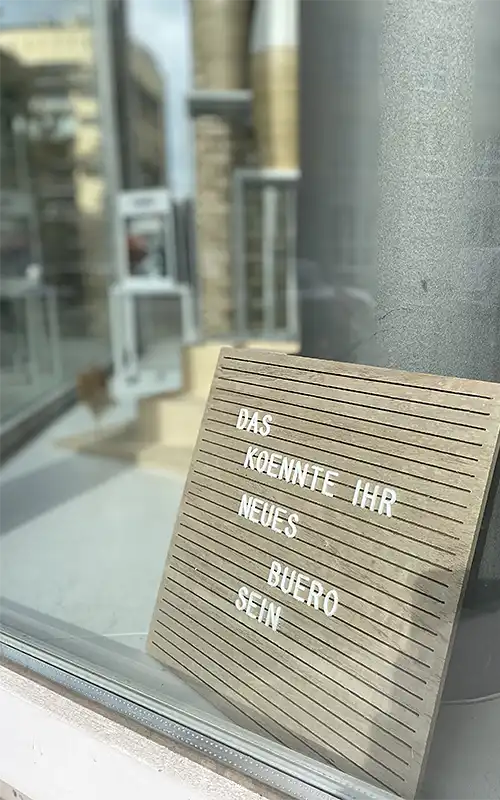 DAS
KOENNTE IHR
NEUES
BUERO
SEIN